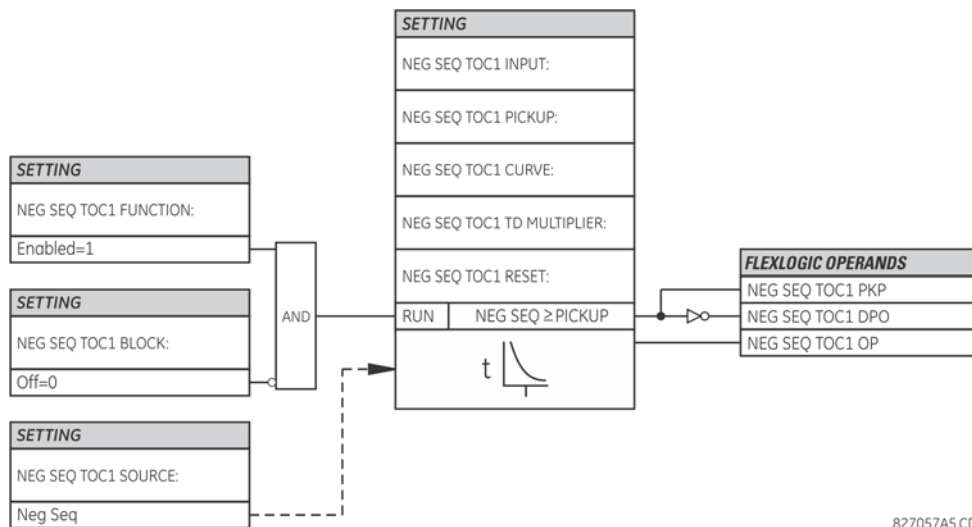 SETTING
NEG SEQ TOC1 FUNCTION:
Enabled=1
SETTING
NEG SEQ TOC1 BLOCK:
Off=0
SETTING
NEG SEQ TOC1 SOURCE:
Neg Seq
AND
SETTING
NEG SEQ TOC1 INPUT:
NEG SEQ TOC1 PICKUP:
NEG SEQ TOC1 CURVE:
NEG SEQ TOC1 TD MULTIPLIER:
NEG SEQ TOC1 RESET:
RUN NEG SEQ ≥ PICKUP
t
FLEXLOGIC OPERANDS
NEG SEQ TOC1 PKP
NEG SEQ TOC1 DPO
NEG SEQ TOC1 OP
827057A5.CD